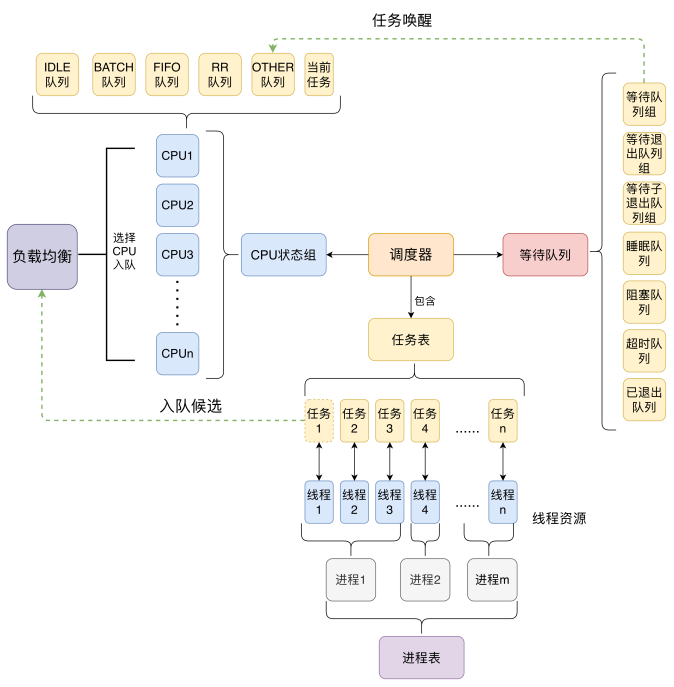 任务唤醒
IDLE
队列
BATCH
队列
FIFO
队列
RR
队列
OTHER
队列
当前
任务
等待队
列组
等待退
出队列
组
等待子
退出队
列组
睡眠队
列
阻塞队
列
超时队
列
已退出
队列
CPU1
CPU2
CPU3
CPUn
负载均衡
选择
CPU
入队
CPU状态组
调度器
等待队列
包含
任务表
入队候选
任务
1
任务
2
任务
3
任务
4
......
任务
n
线程
1
线程
2
线程
3
线程
4
......
线程
n
线程资源
进程1
进程2
进程m
进程表